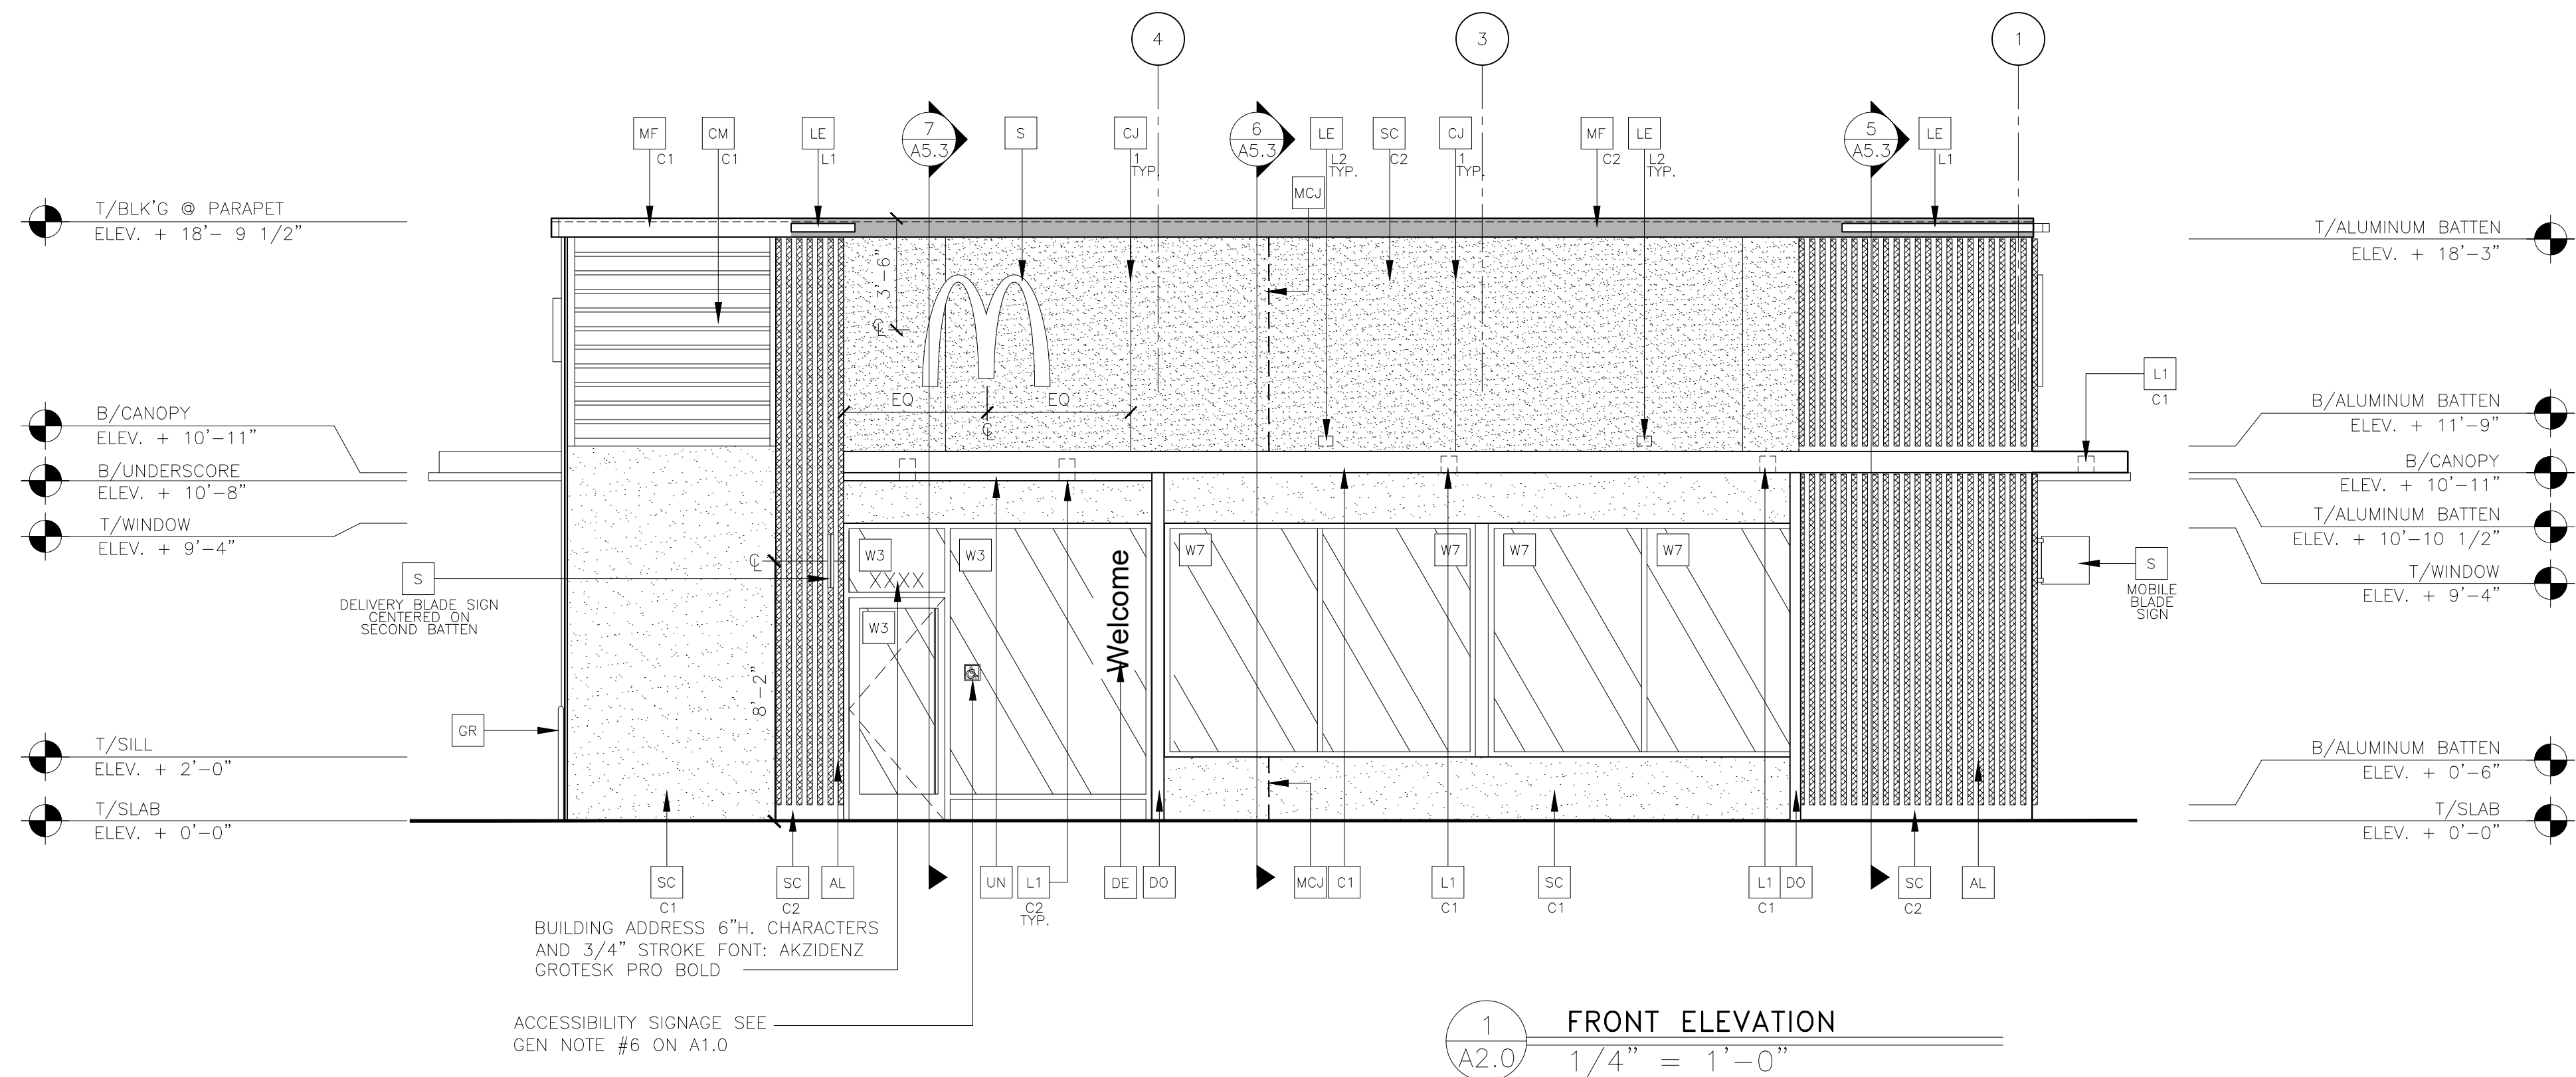 4
3
1
MF
C1
CM
C1
LE
L1
7
A5.3
S
CJ
1
TYP.
6
A5.3
LE
L2
TYP.
SC
C2
CJ
1
TYP.
MF
C2
LE
L2
TYP.
5
A5.3
LE
L1
MCJ
T/BLK'G @ PARAPET
ELEV. + 18'- 9 1/2"
B/CANOPY
ELEV. + 10'-11"
B/UNDERSCORE
ELEV. + 10'-8"
T/WINDOW
ELEV. + 9'-4"
S
DELIVERY BLADE SIGN
CENTERED ON
SECOND BATTEN
GR
T/SILL
ELEV. + 2'-0"
T/SLAB
ELEV. + 0'-0"
3'-6"
CL
EQ
EQ
CL
CL
8'-2"
W3
XXXX
W3
W3
Welcome
W7
W7
W7
W7
T/ALUMINUM BATTEN
ELEV. + 18'-3"
L1
C1
B/ALUMINUM BATTEN
ELEV. + 11'-9"
B/CANOPY
ELEV. + 10'-11"
T/ALUMINUM BATTEN
ELEV. + 10'-10 1/2"
T/WINDOW
ELEV. + 9'-4"
S
MOBILE
BLADE
SIGN
B/ALUMINUM BATTEN
ELEV. + 0'-6"
T/SLAB
ELEV. + 0'-0"
SC
C1
SC
C2
AL
UN
L1
C2
TYP.
DE
DO
MCJ
C1
L1
C1
SC
C1
L1
C1
DO
SC
C2
AL
BUILDING ADDRESS 6"H. CHARACTERS
AND 3/4" STROKE FONT: AKZIDENZ
GROTESK PRO BOLD
ACCESSIBILITY SIGNAGE SEE
GEN NOTE #6 ON A1.0
1
A2.0
FRONT ELEVATION
1/4" = 1'-0"